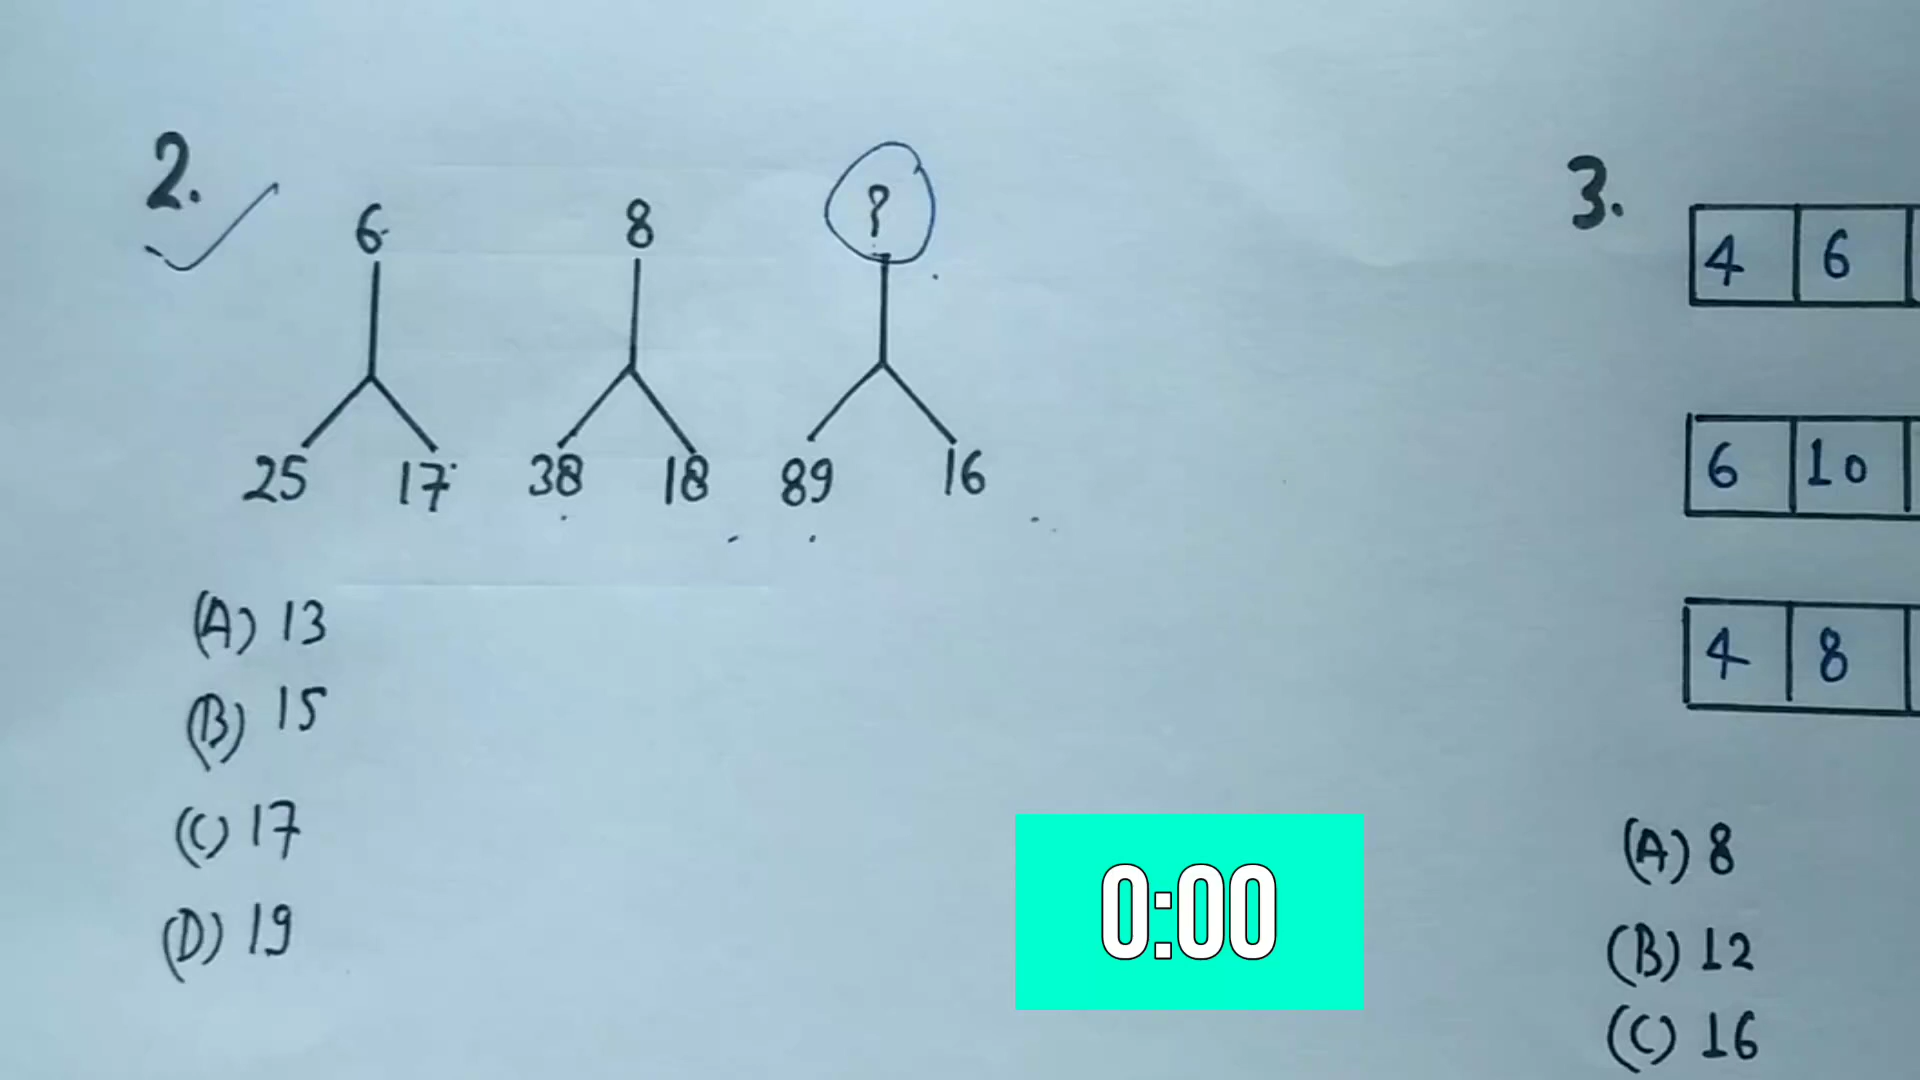 2.
6 8 ?
25 17 38 18 89 16
(A) 13
(B) 15
(C) 17
(D) 19
3.
4 6
6 10
4 8
(A) 8
(B) 12
(C) 16
0:00